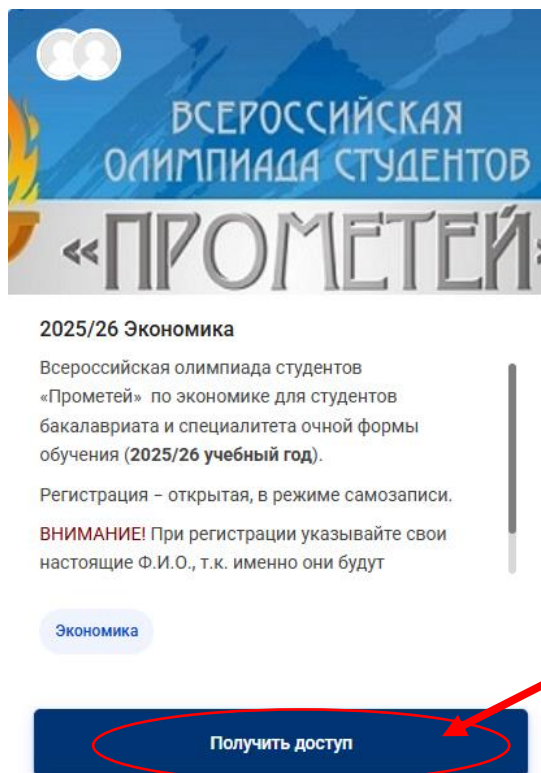 ВСЕРОССИЙСКАЯ
ОЛИМПИАДА СТУДЕНТОВ
«ПРОМЕТЕЙ»
2025/26 Экономика
Всероссийская олимпиада студентов
«Прометей» по экономике для студентов
бакалавриата и специалитета очной формы
обучения (2025/26 учебный год).
Регистрация – открытая, в режиме самозаписи.
ВНИМАНИЕ! При регистрации указывайте свои
настоящие Ф.И.О., т.к. именно они будут
Экономика
Получить доступ